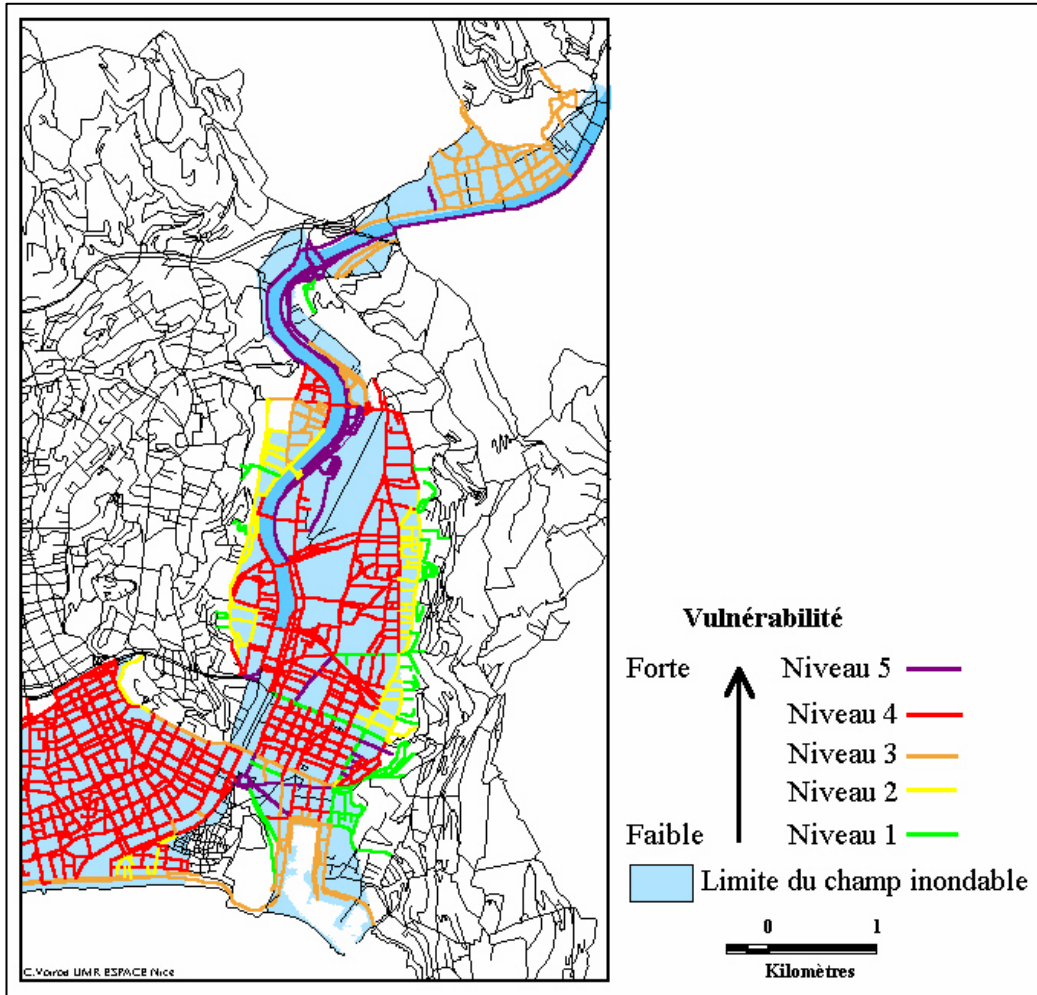 Vulnérabilité
Forte
Niveau 5
Niveau 4
Niveau 3
Niveau 2
Faible
Niveau 1
Limite du champ inondable
0 1
Kilomètres
UMR ESPACE Nice